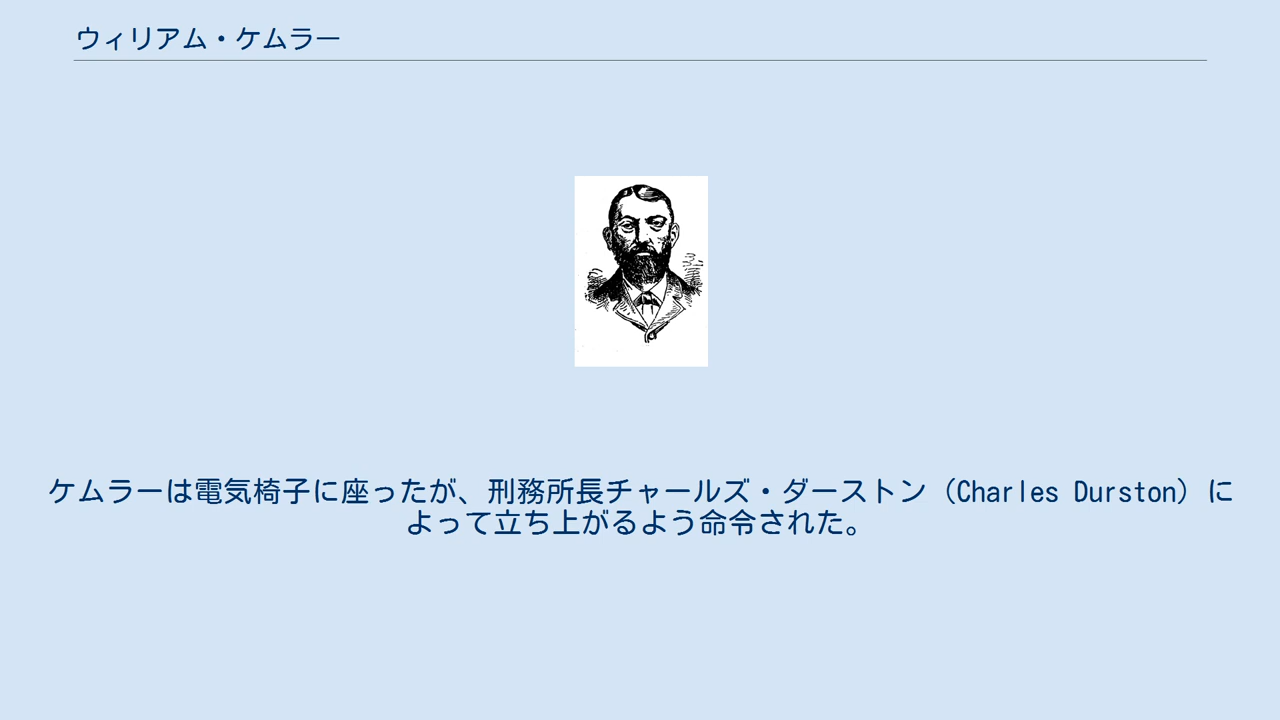 ウィリアム・ケムラー
ケムラーは電気椅子に座ったが、刑務所長チャールズ・ダーストン（Charles Durston）に
よって立ち上がるよう命令された。